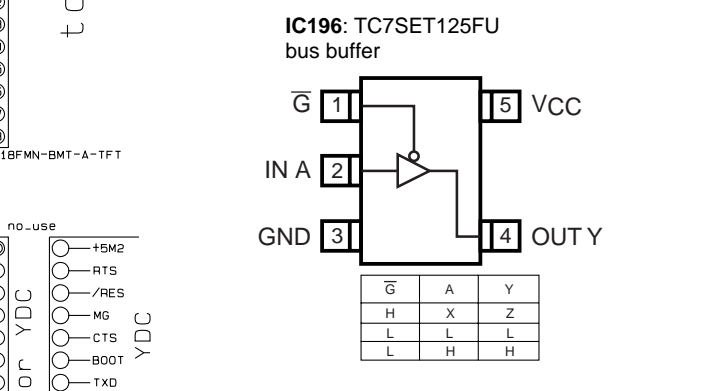 IC196: TC7SET125FU
bus buffer
G 1
5 VCC
IN A 2
GND 3
4 OUT Y
G A Y
H X Z
L L L
L H H
18FMN-BMT-A-TFT
no_use
+5M2
RTS
/RES
MG
CTS
BOOT
TXD
YDC
or YDC